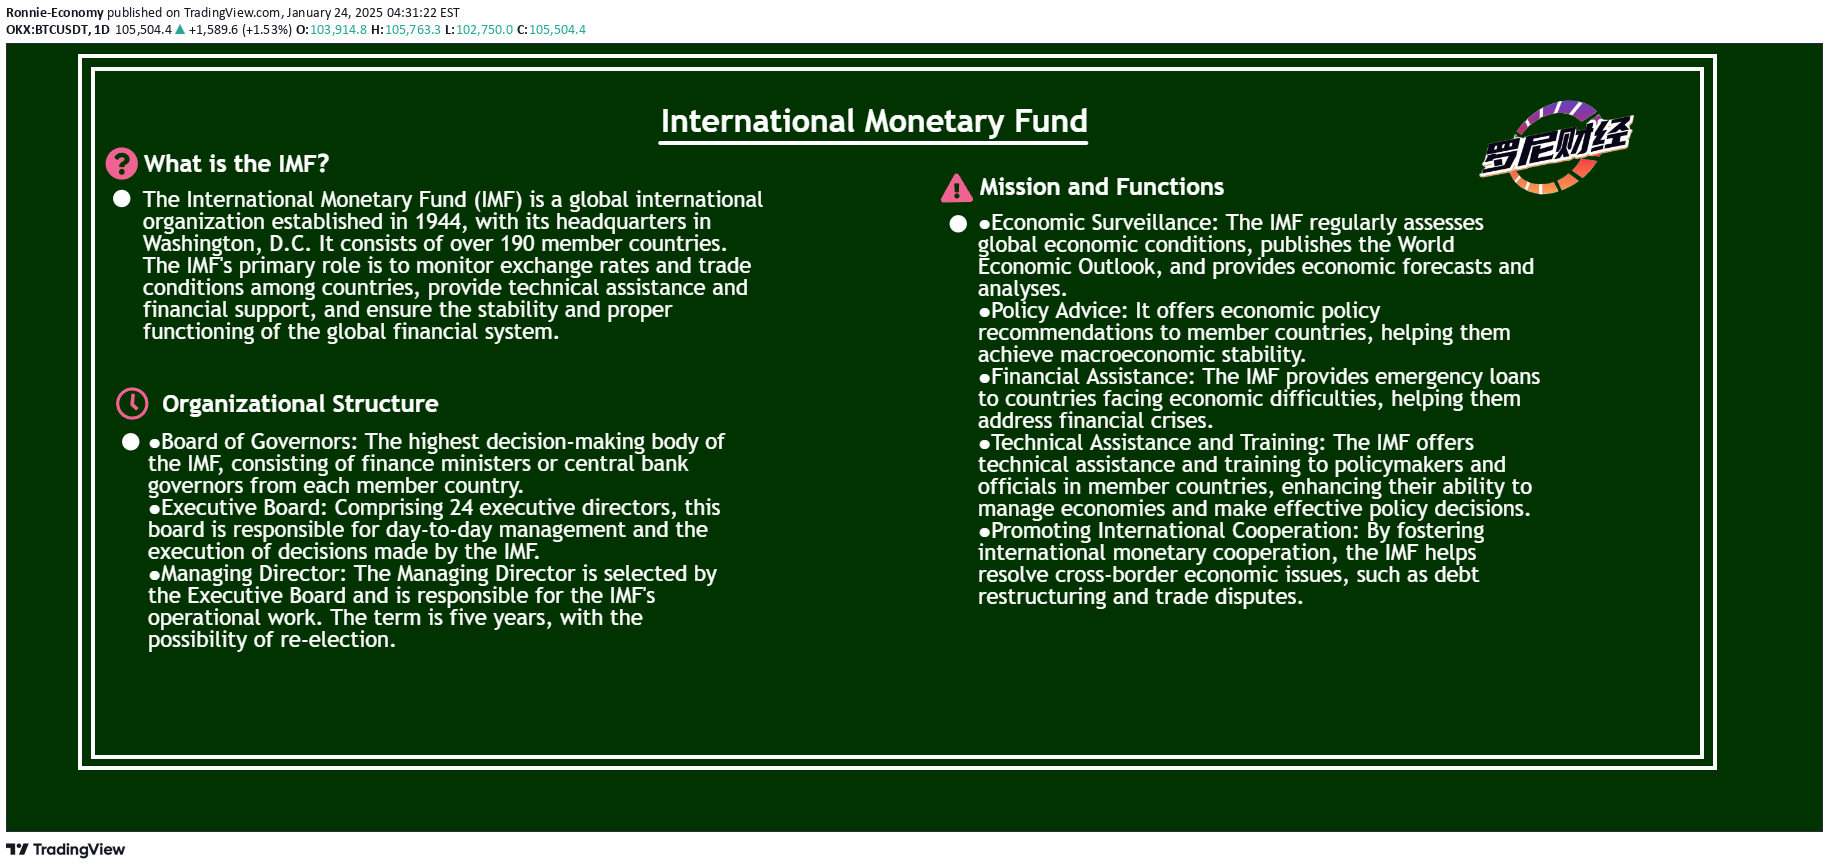 Ronnie-Economy published on TradingView.com, January 24, 2025 04:31:22 EST
OKX:BTCUSDT, 1D 105,504.4 ▲ +1,589.6 (+1.53%) O:103,914.8 H:105,763.3 L:102,750.0 C:105,504.4
International Monetary Fund
罗尼财经
What is the IMF?
The International Monetary Fund (IMF) is a global international
organization established in 1944, with its headquarters in
Washington, D.C. It consists of over 190 member countries.
The IMF's primary role is to monitor exchange rates and trade
conditions among countries, provide technical assistance and
financial support, and ensure the stability and proper
functioning of the global financial system.
Organizational Structure
●Board of Governors: The highest decision-making body of
the IMF, consisting of finance ministers or central bank
governors from each member country.
●Executive Board: Comprising 24 executive directors, this
board is responsible for day-to-day management and the
execution of decisions made by the IMF.
●Managing Director: The Managing Director is selected by
the Executive Board and is responsible for the IMF's
operational work. The term is five years, with the
possibility of re-election.
Mission and Functions
●Economic Surveillance: The IMF regularly assesses
global economic conditions, publishes the World
Economic Outlook, and provides economic forecasts and
analyses.
●Policy Advice: It offers economic policy
recommendations to member countries, helping them
achieve macroeconomic stability.
●Financial Assistance: The IMF provides emergency loans
to countries facing economic difficulties, helping them
address financial crises.
●Technical Assistance and Training: The IMF offers
technical assistance and training to policymakers and
officials in member countries, enhancing their ability to
manage economies and make effective policy decisions.
●Promoting International Cooperation: By fostering
international monetary cooperation, the IMF helps
resolve cross-border economic issues, such as debt
restructuring and trade disputes.
TradingView